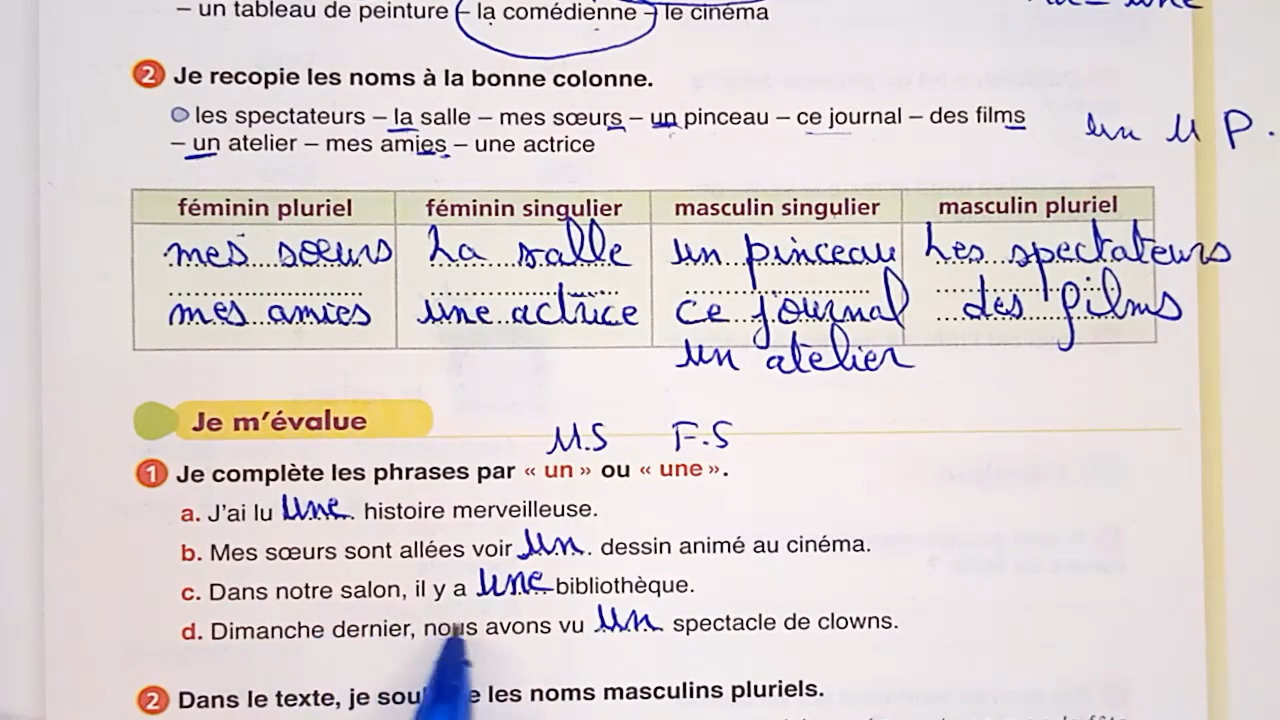 – un tableau de peinture – la comédienne – le cinéma
2 Je recopie les noms à la bonne colonne.
les spectateurs – la salle – mes sœurs – un pinceau – ce journal – des films
– un atelier – mes amies – une actrice
un M P.
féminin pluriel féminin singulier masculin singulier masculin pluriel
mes sœurs La salle un pinceau Les spectateurs
mes amies une actrice ce journal des films
un atelier
Je m'évalue
M.S F.S
1 Je complète les phrases par « un » ou « une ».
a. J'ai lu une histoire merveilleuse.
b. Mes sœurs sont allées voir un dessin animé au cinéma.
c. Dans notre salon, il y a une bibliothèque.
d. Dimanche dernier, nous avons vu un spectacle de clowns.
2 Dans le texte, je les noms masculins pluriels.